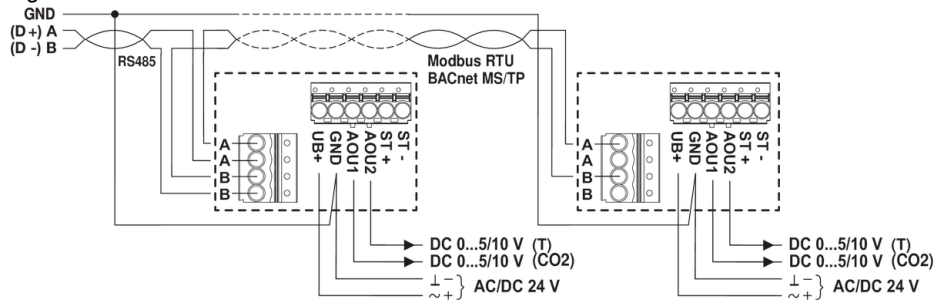 GND
(D +) A
(D -) B
RS485
Modbus RTU
BACnet MS/TP
UB+
GND
AOU1
AOU2
ST +
ST -
A
A
B
B
DC 0...5/10 V (T)
DC 0...5/10 V (CO2)
⊥ −
~ +
} AC/DC 24 V
UB+
GND
AOU1
AOU2
ST +
ST -
A
A
B
B
DC 0...5/10 V (T)
DC 0...5/10 V (CO2)
⊥ −
~ +
} AC/DC 24 V